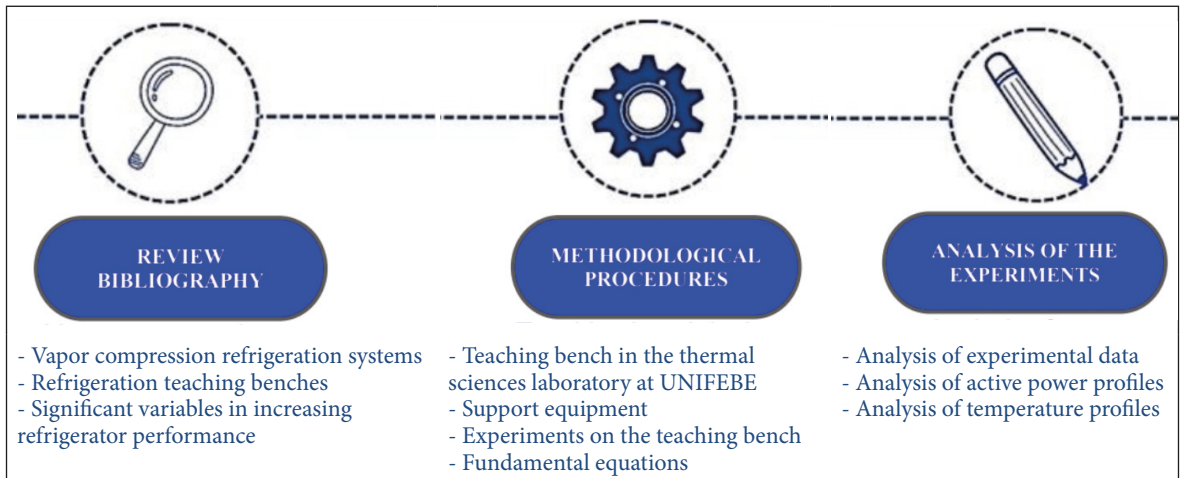 REVIEW
BIBLIOGRAPHY
- Vapor compression refrigeration systems
- Refrigeration teaching benches
- Significant variables in increasing
refrigerator performance
METHODOLOGICAL
PROCEDURES
- Teaching bench in the thermal
sciences laboratory at UNIFEBE
- Support equipment
- Experiments on the teaching bench
- Fundamental equations
ANALYSIS OF THE
EXPERIMENTS
- Analysis of experimental data
- Analysis of active power profiles
- Analysis of temperature profiles